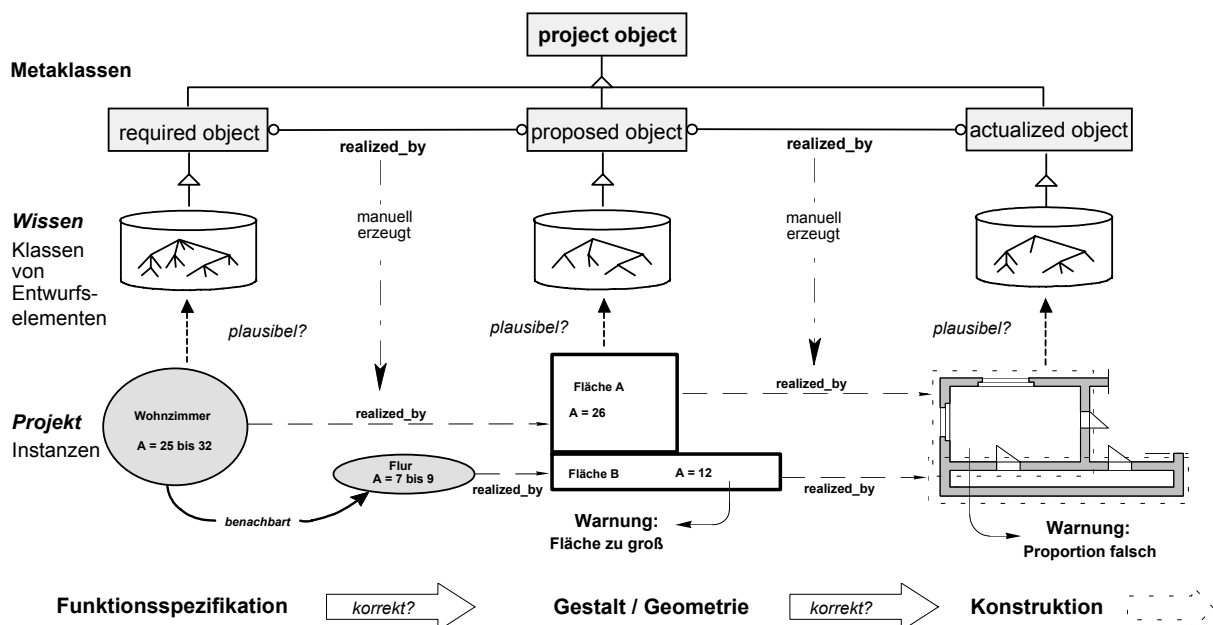 project object
Metaklassen
required object
proposed object
actualized object
realized_by
realized_by
Wissen
Klassen
von
Entwurfs-
elementen
manuell
erzeugt
manuell
erzeugt
plausibel?
plausibel?
plausibel?
Projekt
Instanzen
Wohnzimmer
A = 25 bis 32
realized_by
Fläche A
A = 26
realized_by
Flur
A = 7 bis 9
realized_by
Fläche B A = 12
realized_by
benachbart
Warnung:
Fläche zu groß
Warnung:
Proportion falsch
Funktionsspezifikation
korrekt?
Gestalt / Geometrie
korrekt?
Konstruktion